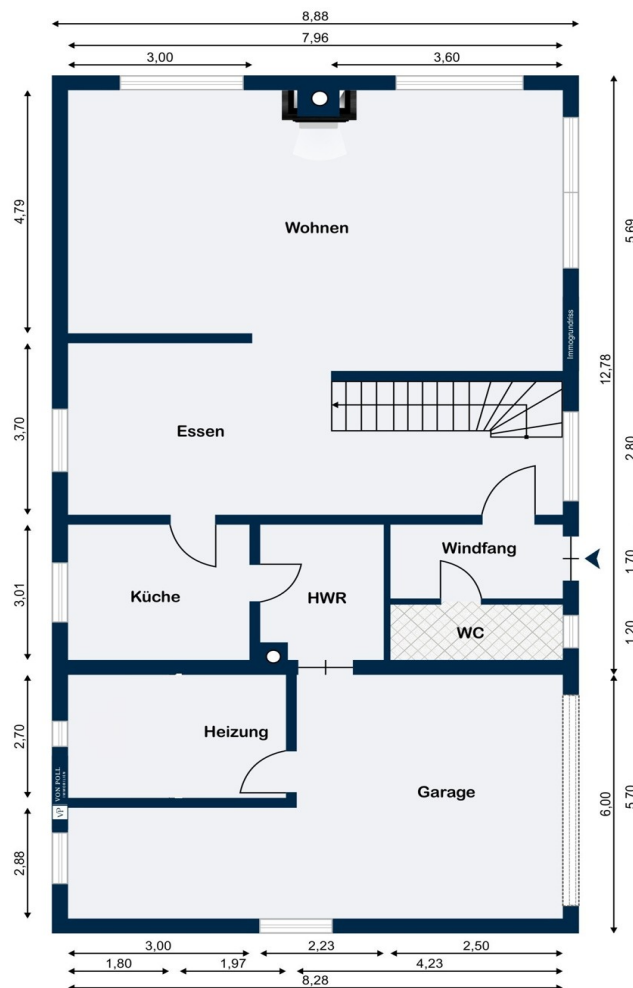 8,88
7,96
3,00
3,60
4,79
Wohnen
5,69
Immogrundriss
12,78
3,70
Essen
2,80
Windfang
1,70
3,01
Küche
HWR
WC
1,20
2,70
Heizung
VON POLL
IMMOBILIEN
VP
Garage
6,00
5,70
2,88
3,00
2,23
2,50
1,80
1,97
4,23
8,28